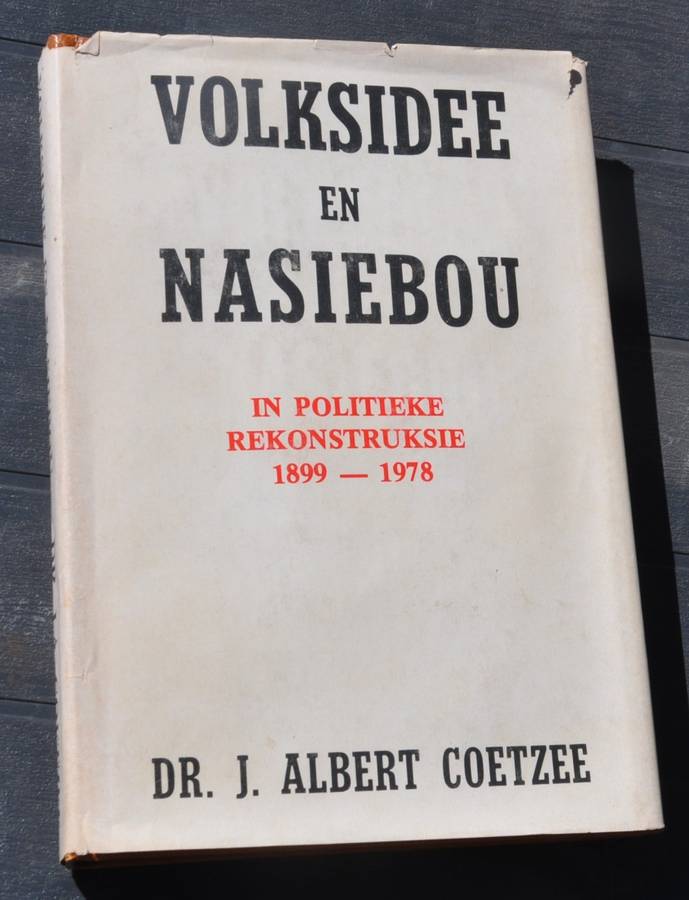 VOLKSIDEE
EN
NASIEBOU
IN POLITIEKE
REKONSTRUKSIE
1899 — 1978
DR. J. ALBERT COETZEE